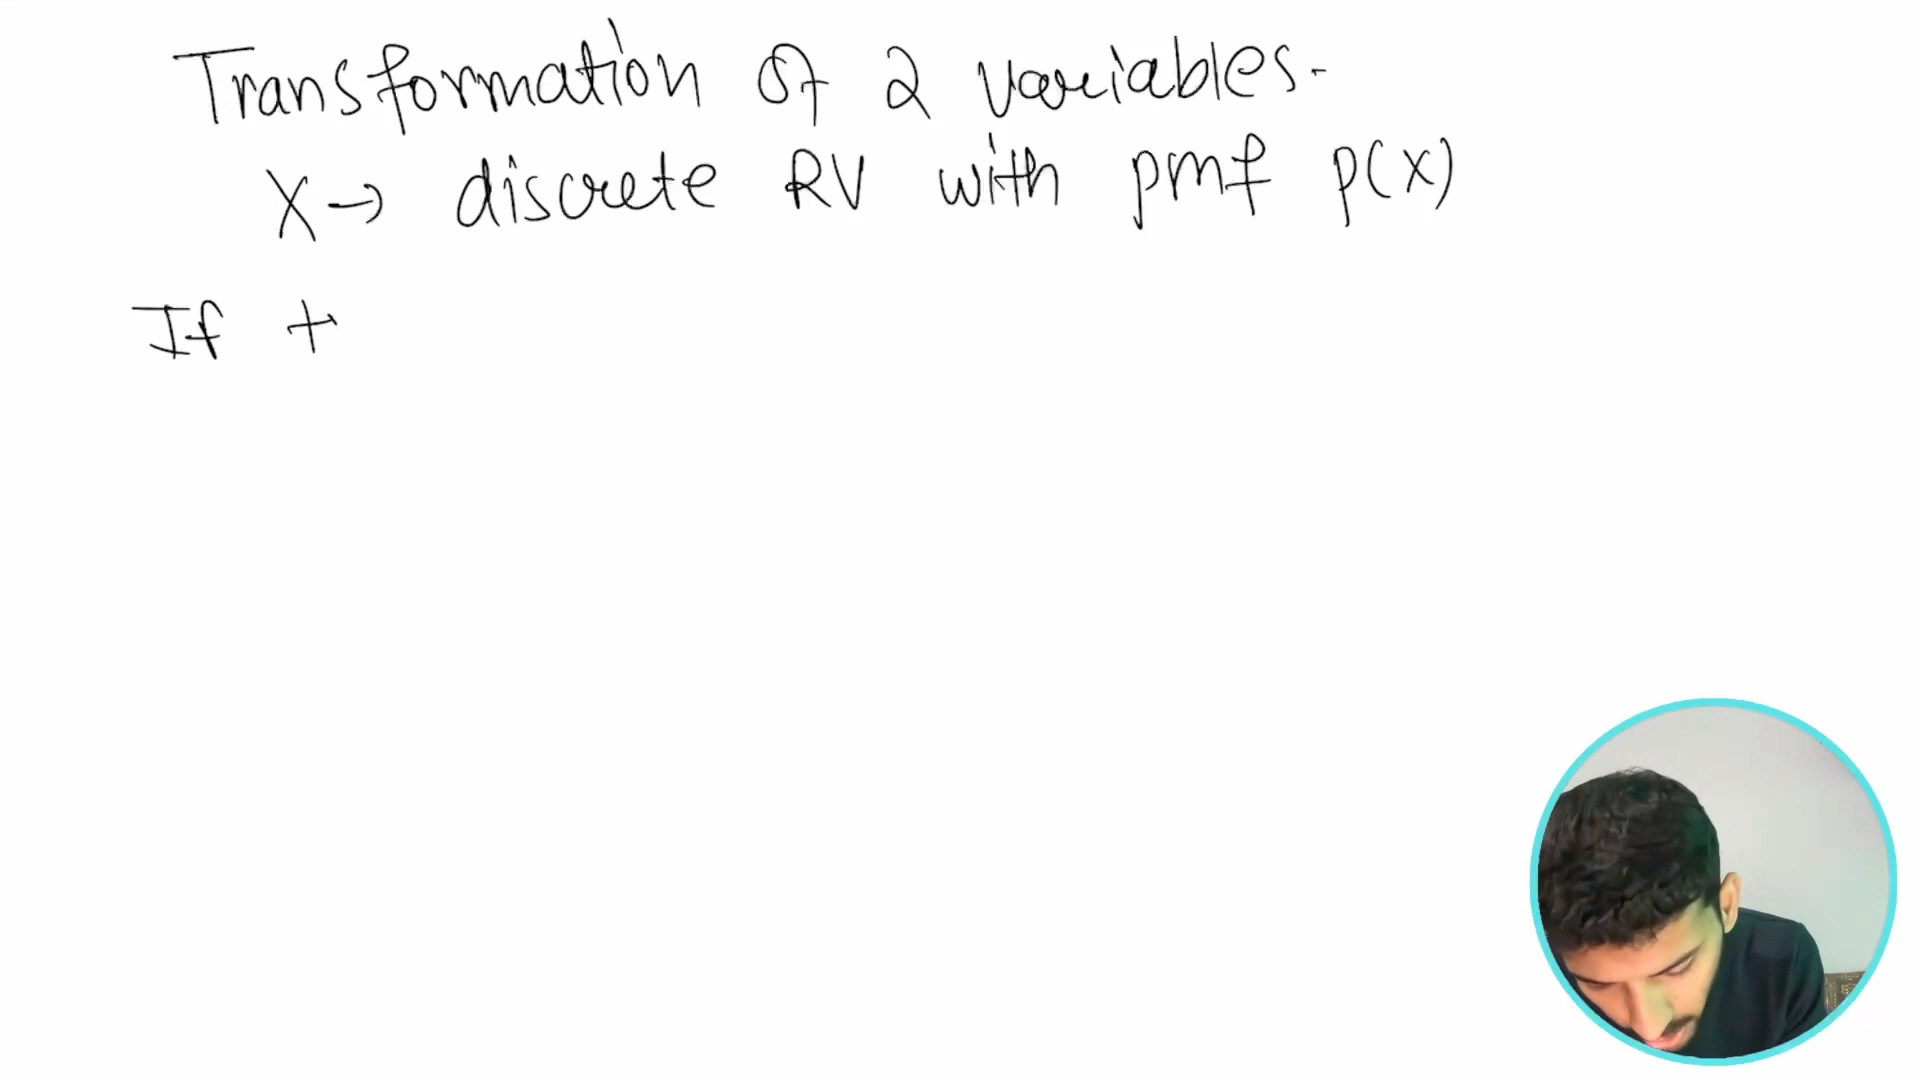 Transformation of 2 variables.
X → discrete RV with pmf p(x)
If t